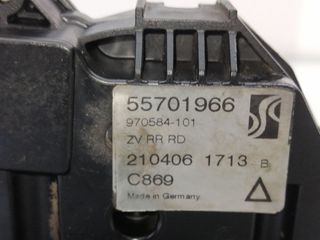 55701966
970584-101
ZV RR RD
210406 1713 B
C869
Made in Germany